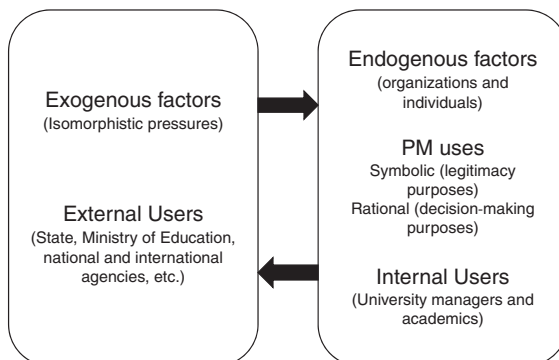 Exogenous factors
(Isomorphistic pressures)
External Users
(State, Ministry of Education,
national and international
agencies, etc.)
Endogenous factors
(organizations and
individuals)
PM uses
Symbolic (legitimacy
purposes)
Rational (decision-making
purposes)
Internal Users
(University managers and
academics)